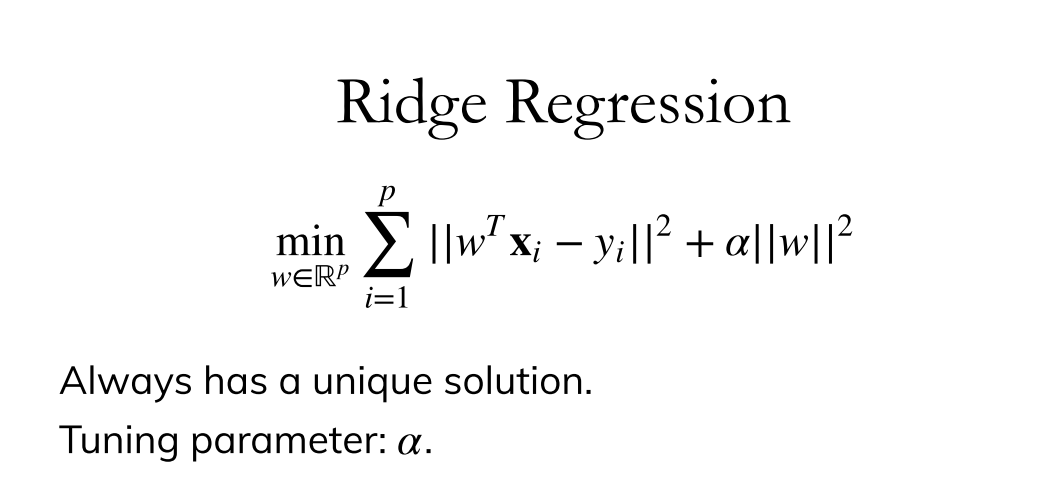 Ridge Regression
min_{w∈ℝ^p} ∑_{i=1}^{p} ||w^T 𝐱_i − y_i||^2 + α||w||^2
Always has a unique solution.
Tuning parameter: α.